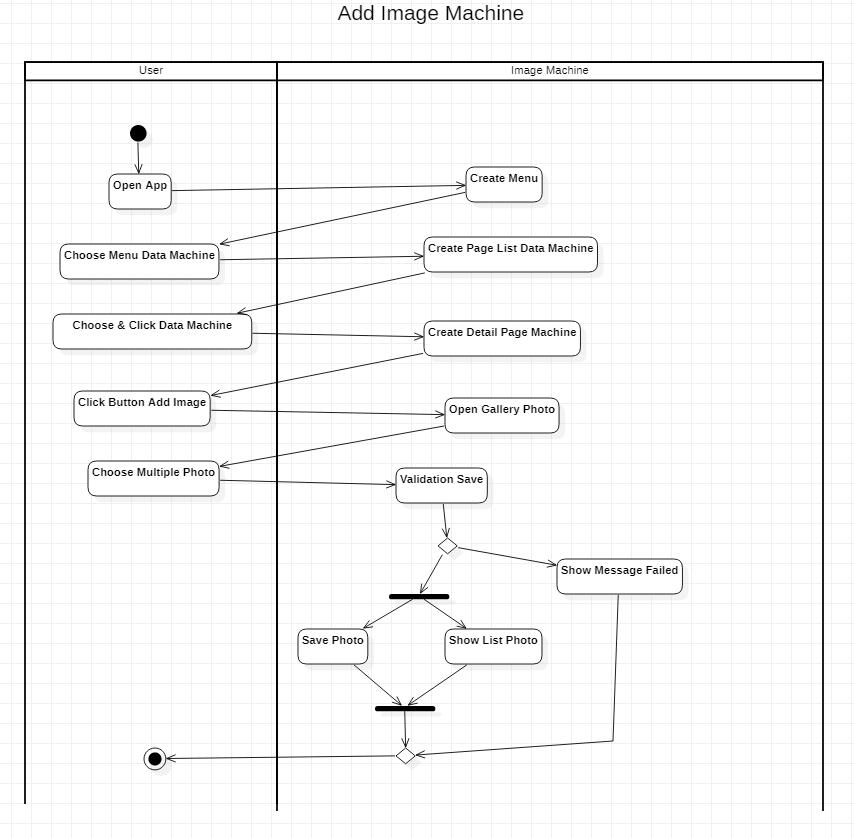 Add Image Machine
User
Image Machine
Open App
Create Menu
Choose Menu Data Machine
Create Page List Data Machine
Choose & Click Data Machine
Create Detail Page Machine
Click Button Add Image
Open Gallery Photo
Choose Multiple Photo
Validation Save
Show Message Failed
Save Photo
Show List Photo